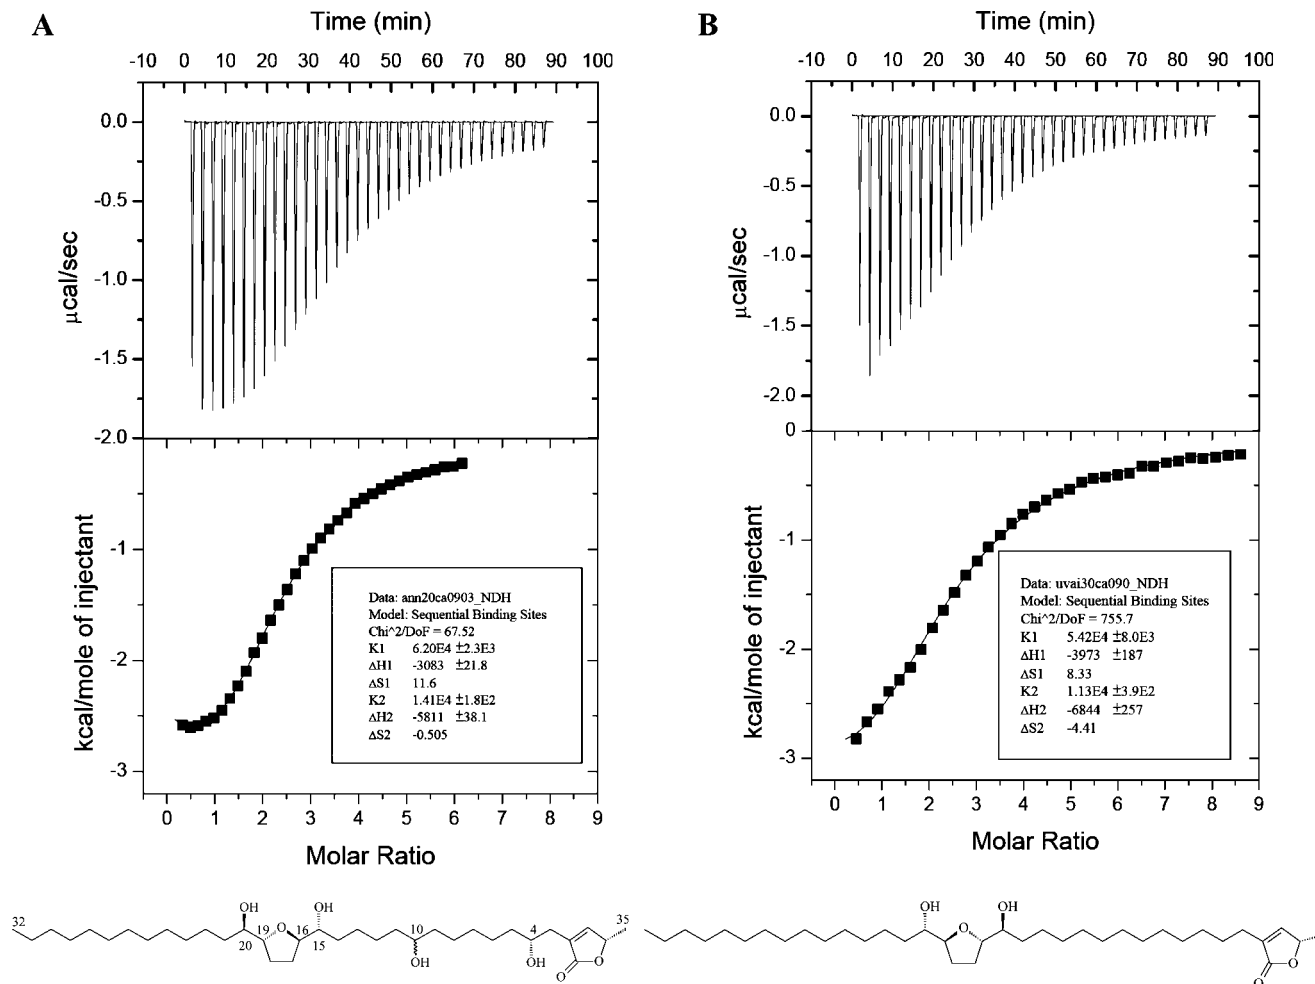 A
Time (min)
-10 0 10 20 30 40 50 60 70 80 90 100
0.0
-0.5
-1.0
-1.5
-2.0
µcal/sec
-1
-2
-3
kcal/mole of injectant
Data: ann20ca0903_NDH
Model: Sequential Binding Sites
Chi^2/DoF = 67.52
K1 6.20E4 ±2.3E3
ΔH1 -3083 ±21.8
ΔS1 11.6
K2 1.41E4 ±1.8E2
ΔH2 -5811 ±38.1
ΔS2 -0.505
0 1 2 3 4 5 6 7 8 9
Molar Ratio
B
Time (min)
-10 0 10 20 30 40 50 60 70 80 90 100
0.0
-0.5
-1.0
-1.5
-2.0
0
µcal/sec
-1
-2
-3
kcal/mole of injectant
Data: uvai30ca090_NDH
Model: Sequential Binding Sites
Chi^2/DoF = 755.7
K1 5.42E4 ±8.0E3
ΔH1 -3973 ±187
ΔS1 8.33
K2 1.13E4 ±3.9E2
ΔH2 -6844 ±257
ΔS2 -4.41
0 1 2 3 4 5 6 7 8 9
Molar Ratio
OH OH
32 19 O 16 10 4 35
20 15
OH OH
O O
OH OH
O
O O